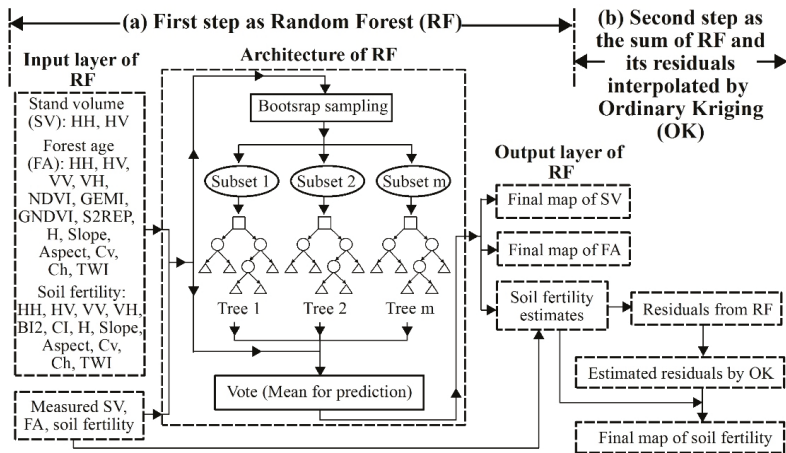 (a) First step as Random Forest (RF)
(b) Second step as
the sum of RF and
its residuals
interpolated by
Ordinary Kriging
(OK)
Input layer of
RF
Stand volume
(SV): HH, HV
Forest age
(FA): HH, HV,
VV, VH,
NDVI, GEMI,
GNDVI, S2REP,
H, Slope,
Aspect, Cv,
Ch, TWI
Soil fertility:
HH, HV, VV, VH,
BI2, CI, H, Slope,
Aspect, Cv,
Ch, TWI
Measured SV,
FA, soil fertility
Architecture of RF
Bootsrap sampling
Subset 1
Subset 2
Subset m
Tree 1
Tree 2
Tree m
Vote (Mean for prediction)
Output layer of
RF
Final map of SV
Final map of FA
Soil fertility
estimates
Residuals from RF
Estimated residuals by OK
Final map of soil fertility